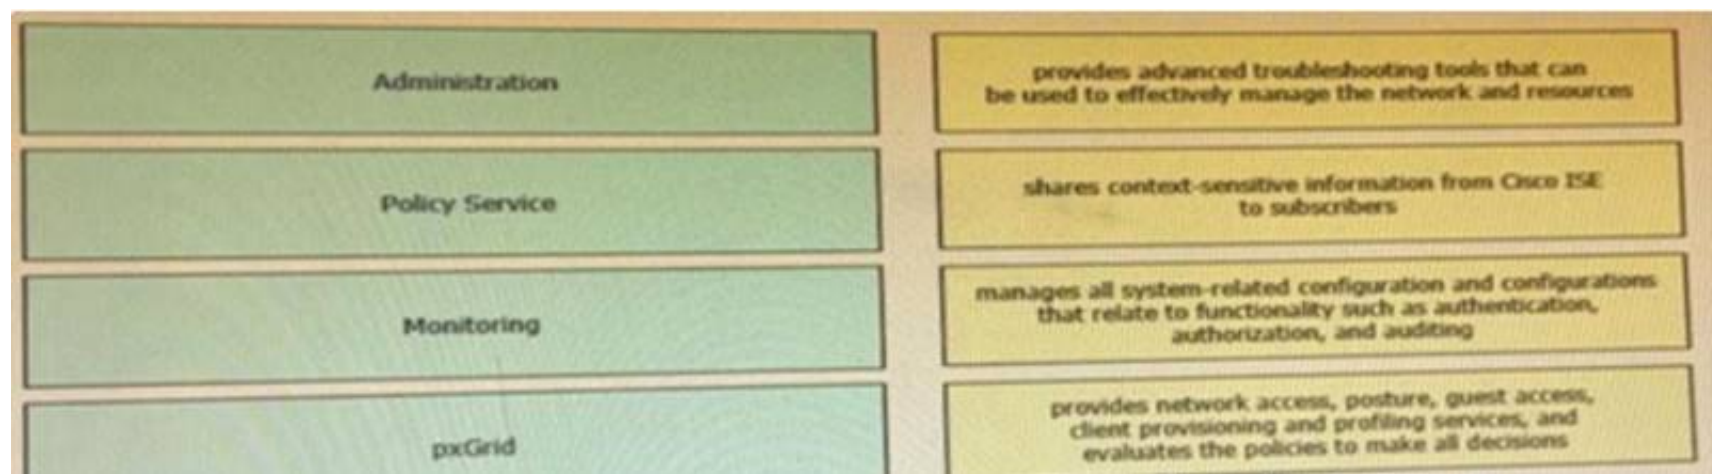 Administration
provides advanced troubleshooting tools that can
be used to effectively manage the network and resources
Policy Service
shares context-sensitive information from Cisco ISE
to subscribers
Monitoring
manages all system-related configuration and configurations
that relate to functionality such as authentication,
authorization, and auditing
pxGrid
provides network access, posture, guest access,
client provisioning and profiling services, and
evaluates the policies to make all decisions